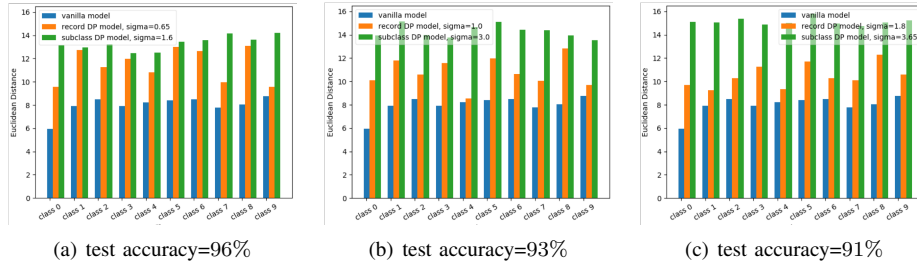 vanilla model
record DP model, sigma=0.65
subclass DP model, sigma=1.6
Euclidean Distance
16
14
12
10
8
6
4
2
0
class 0
class 1
class 2
class 3
class 4
class 5
class 6
class 7
class 8
class 9
(a) test accuracy=96%
vanilla model
record DP model, sigma=1.0
subclass DP model, sigma=3.0
Euclidean Distance
14
12
10
8
6
4
2
0
class 0
class 1
class 2
class 3
class 4
class 5
class 6
class 7
class 8
class 9
(b) test accuracy=93%
vanilla model
record DP model, sigma=1.8
subclass DP model, sigma=3.65
Euclidean Distance
16
14
12
10
8
6
4
2
0
class 0
class 1
class 2
class 3
class 4
class 5
class 6
class 7
class 8
class 9
(c) test accuracy=91%